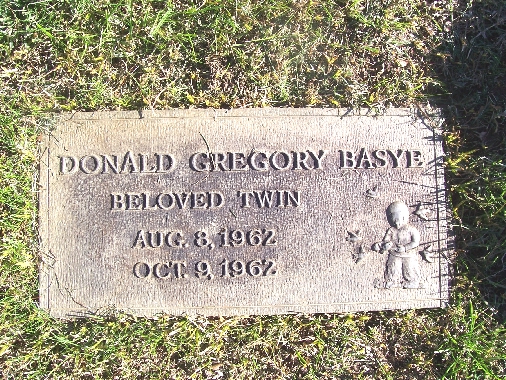 DONALD GREGORY BASYE
BELOVED TWIN
AUG. 8, 1962
OCT. 9, 1962